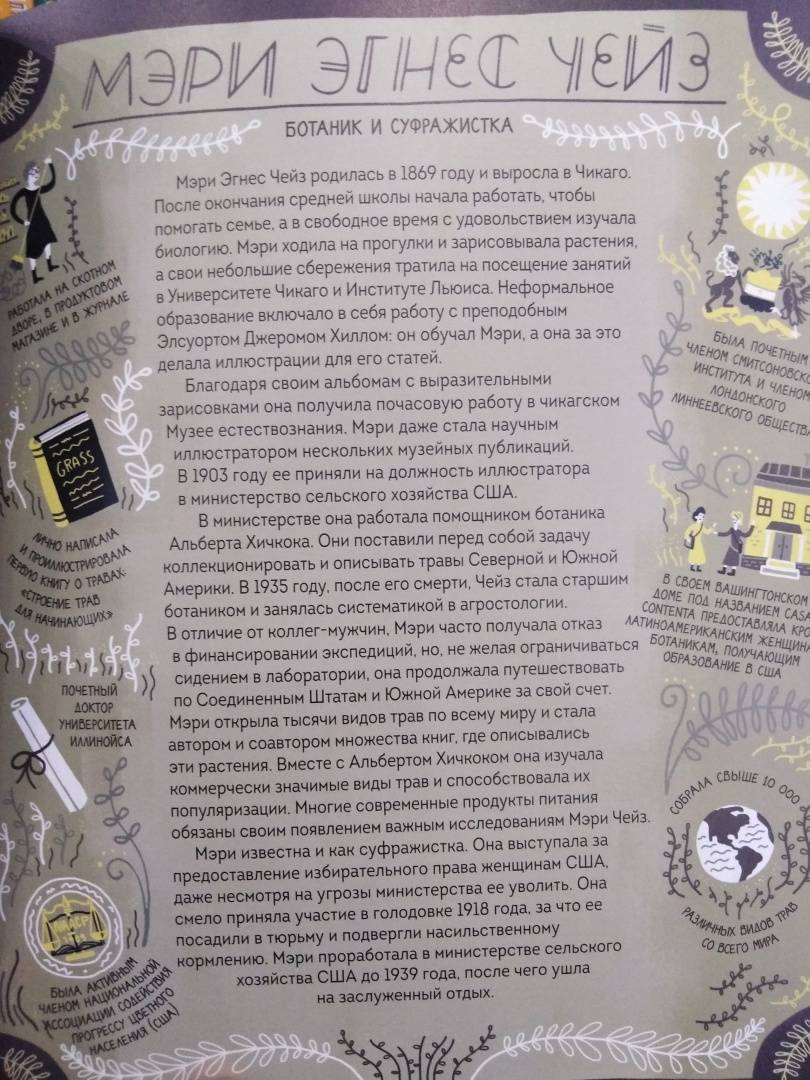 МЭРИ ЭГНЕС ЧЕЙЗ
БОТАНИК И СУФРАЖИСТКА
Мэри Эгнес Чейз родилась в 1869 году и выросла в Чикаго.
После окончания средней школы начала работать, чтобы
помогать семье, а в свободное время с удовольствием изучала
биологию. Мэри ходила на прогулки и зарисовывала растения,
а свои небольшие сбережения тратила на посещение занятий
в Университете Чикаго и Институте Льюиса. Неформальное
образование включало в себя работу с преподобным
Элсуортом Джеромом Хиллом: он обучал Мэри, а она за это
делала иллюстрации для его статей.
Благодаря своим альбомам с выразительными
зарисовками она получила почасовую работу в чикагском
Музее естествознания. Мэри даже стала научным
иллюстратором нескольких музейных публикаций.
В 1903 году ее приняли на должность иллюстратора
в министерство сельского хозяйства США.
В министерстве она работала помощником ботаника
Альберта Хичкока. Они поставили перед собой задачу
коллекционировать и описывать травы Северной и Южной
Америки. В 1935 году, после его смерти, Чейз стала старшим
ботаником и занялась систематикой в агростологии.
В отличие от коллег-мужчин, Мэри часто получала отказ
в финансировании экспедиций, но, не желая ограничиваться
сидением в лаборатории, она продолжала путешествовать
по Соединенным Штатам и Южной Америке за свой счет.
Мэри открыла тысячи видов трав по всему миру и стала
автором и соавтором множества книг, где описывались
эти растения. Вместе с Альбертом Хичкоком она изучала
коммерчески значимые виды трав и способствовала их
популяризации. Многие современные продукты питания
обязаны своим появлением важным исследованиям Мэри Чейз.
Мэри известна и как суфражистка. Она выступала за
предоставление избирательного права женщинам США,
даже несмотря на угрозы министерства ее уволить. Она
смело приняла участие в голодовке 1918 года, за что ее
посадили в тюрьму и подвергли насильственному
кормлению. Мэри проработала в министерстве сельского
хозяйства США до 1939 года, после чего ушла
на заслуженный отдых.
РАБОТАЛА НА СКОТНОМ
ДВОРЕ, В ПРОДУКТОВОМ
МАГАЗИНЕ И В ЖУРНАЛЕ
GRASS
ЛИЧНО НАПИСАЛА
И ПРОИЛЛЮСТРИРОВАЛА
ПЕРВУЮ КНИГУ О ТРАВАХ:
«СТРОЕНИЕ ТРАВ
ДЛЯ НАЧИНАЮЩИХ»
ПОЧЕТНЫЙ
ДОКТОР
УНИВЕРСИТЕТА
ИЛЛИНОЙСА
БЫЛА АКТИВНЫМ
ЧЛЕНОМ НАЦИОНАЛЬНОЙ
АССОЦИАЦИИ СОДЕЙСТВИЯ
ПРОГРЕССУ ЦВЕТНОГО
НАСЕЛЕНИЯ (США)
БЫЛА ПОЧЕТНЫМ
ЧЛЕНОМ СМИТСОНОВСК
ИНСТИТУТА И ЧЛЕНОМ
ЛОНДОНСКОГО
ЛИННЕЕВСКОГО ОБЩЕСТВА
В СВОЕМ ВАШИНГТОНСКОМ
ДОМЕ ПОД НАЗВАНИЕМ CASA
CONTENTA ПРЕДОСТАВЛЯЛА КРО
ЛАТИНОАМЕРИКАНСКИМ ЖЕНЩИНА
БОТАНИКАМ, ПОЛУЧАЮЩИМ
ОБРАЗОВАНИЕ В США
СОБРАЛА СВЫШЕ 10 000
РАЗЛИЧНЫХ ВИДОВ ТРАВ
СО ВСЕГО МИРА